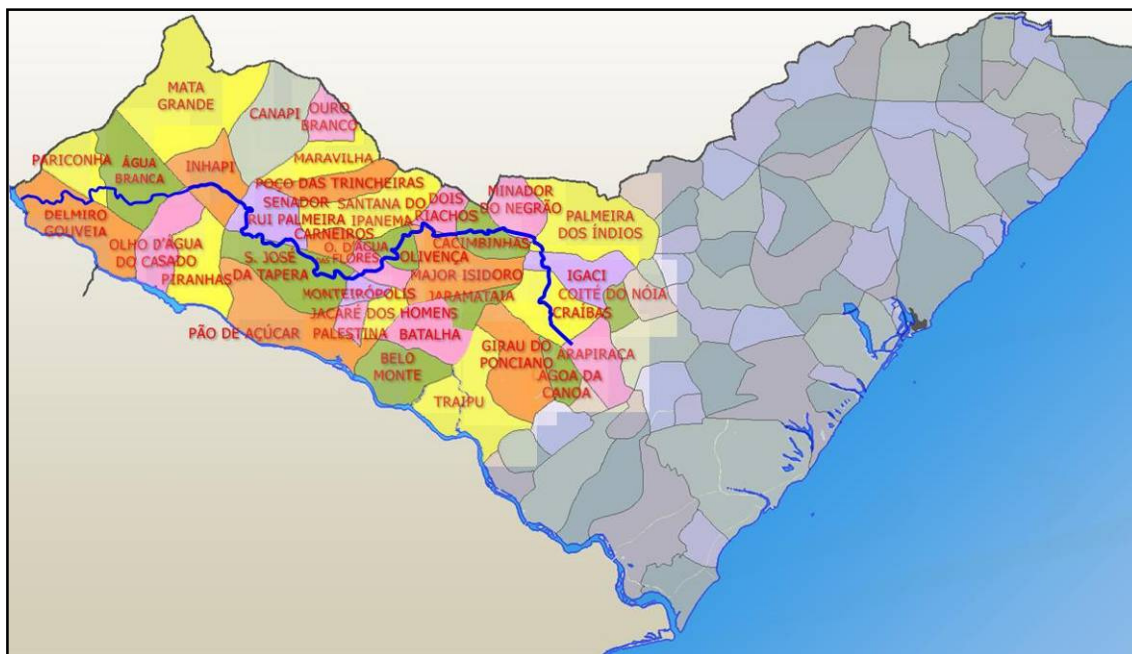 MATA
GRANDE
CANAPI
OURO
BRANCO
PARICONHA
ÁGUA
BRANCA
INHAPI
MARAVILHA
POÇO DAS TRINCHEIRAS
SENADOR
RUI PALMEIRA
SANTANA DO
IPANEMA
DOIS
RIACHOS
MINADOR
DO NEGRÃO
PALMEIRA
DOS ÍNDIOS
DELMIRO
GOUVEIA
OLHO D'ÁGUA
DO CASADO
PIRANHAS
CARNEIROS
O. D'ÁGUA
DAS FLORES
CACIMBINHAS
OLIVENÇA
S. JOSÉ
DA TAPERA
MAJOR ISIDORO
IGACI
COITÉ DO NÓIA
MONTEIRÓPOLIS
JARAMATAIA
CRAÍBAS
JACARÉ DOS HOMENS
PÃO DE AÇÚCAR
PALESTINA
BATALHA
GIRAU DO
PONCIANO
ARAPIRACA
BELO
MONTE
AGOA DA
CANOA
TRAIPU